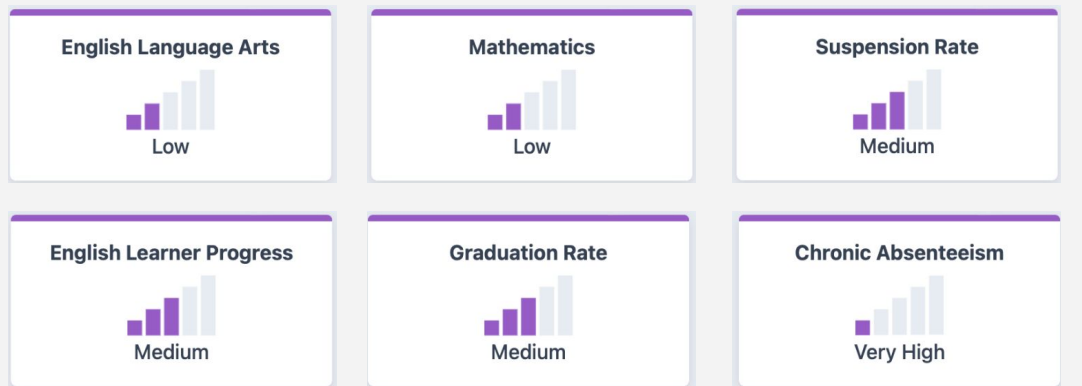 English Language Arts
Low
Mathematics
Low
Suspension Rate
Medium
English Learner Progress
Medium
Graduation Rate
Medium
Chronic Absenteeism
Very High